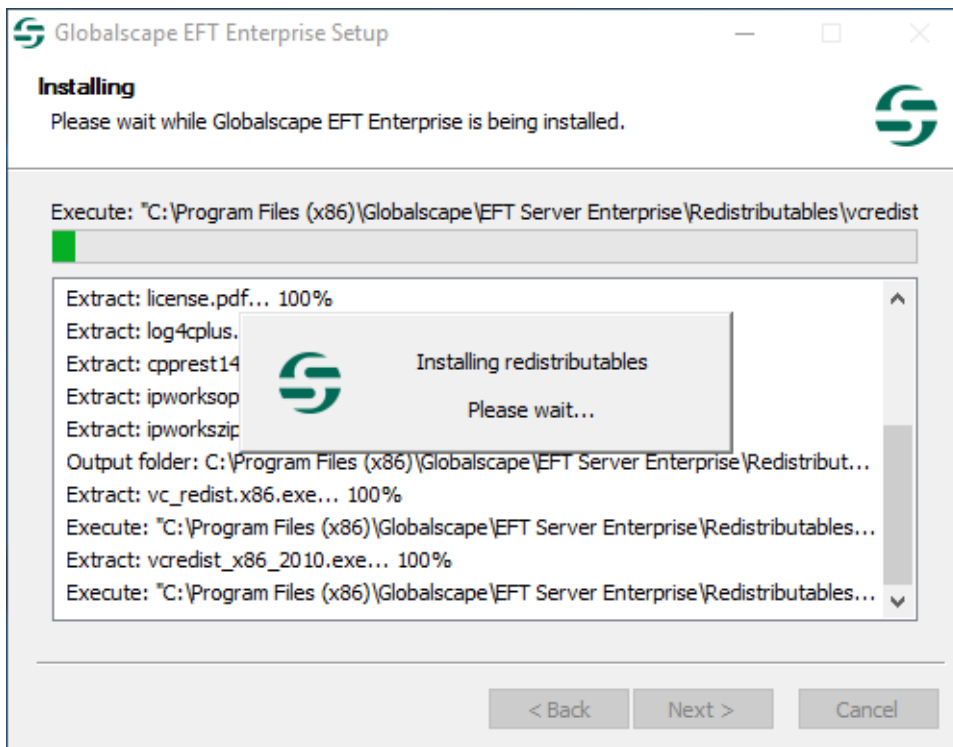 Globalscape EFT Enterprise Setup
Installing
Please wait while Globalscape EFT Enterprise is being installed.
Execute: "C:\Program Files (x86)\Globalscape\EFT Server Enterprise\Redistributables\vcredist
Extract: license.pdf... 100%
Extract: log4cplus.
Extract: cpprest14
Extract: ipworksop
Extract: ipworkszip
Installing redistributables
Please wait...
Output folder: C:\Program Files (x86)\Globalscape\EFT Server Enterprise\Redistribut...
Extract: vc_redist.x86.exe... 100%
Execute: "C:\Program Files (x86)\Globalscape\EFT Server Enterprise\Redistributables...
Extract: vcredist_x86_2010.exe... 100%
Execute: "C:\Program Files (x86)\Globalscape\EFT Server Enterprise\Redistributables...
< Back Next > Cancel